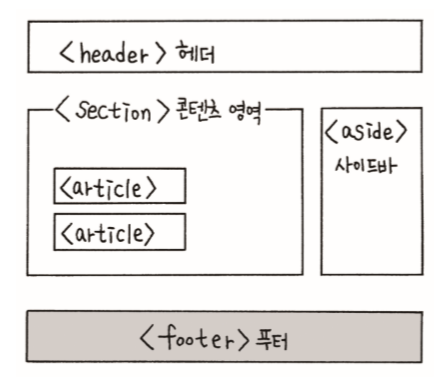 <header> 헤더
<section> 콘텐츠 영역
<article>
<article>
<aside>
사이드바
<footer> 푸터